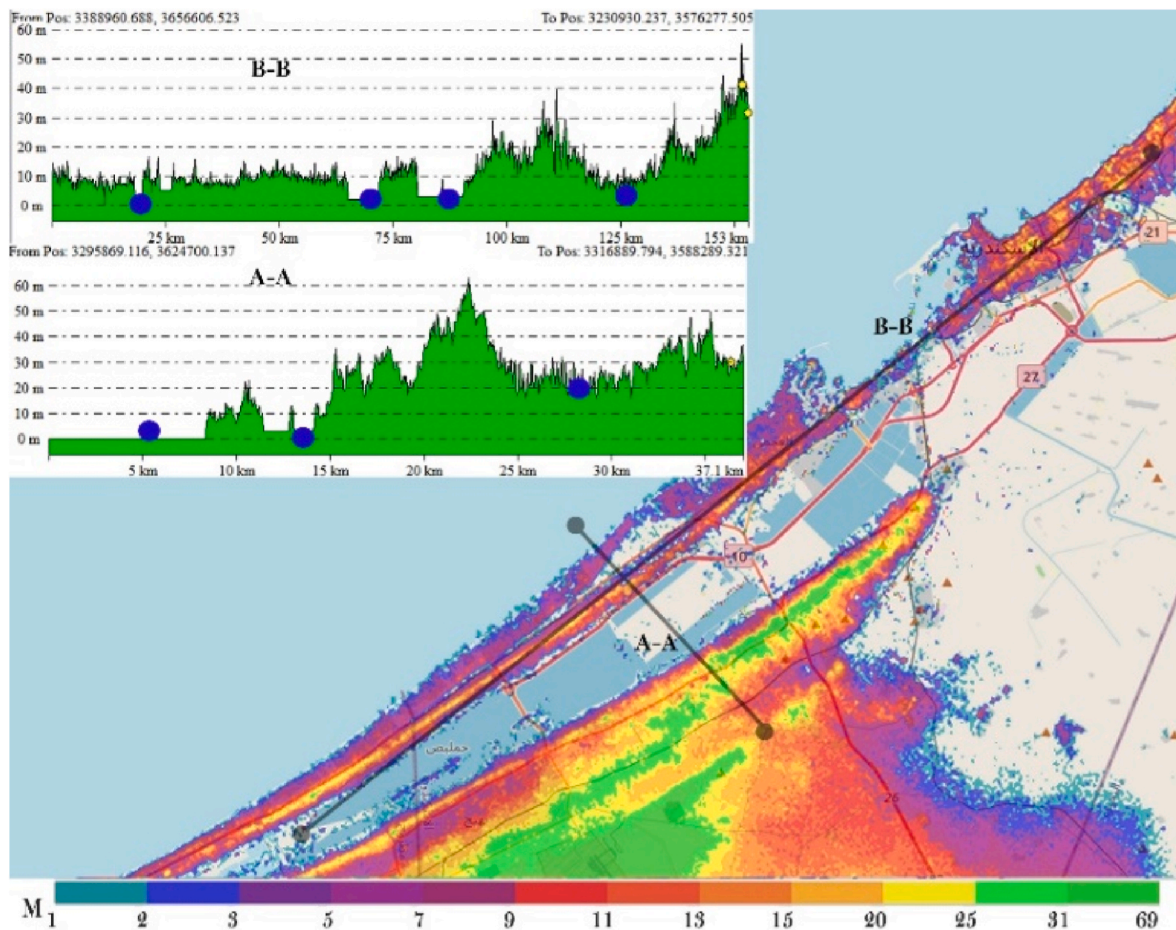 From Pos: 3388960.688, 3656606.523 To Pos: 3230930.237, 3576277.505
60 m
B-B
50 m
40 m
30 m
20 m
10 m
0 m
25 km 50 km 75 km 100 km 125 km 153 km
From Pos: 3295869.116, 3624700.137 To Pos: 3316889.794, 3588289.321
A-A
60 m
50 m
40 m
30 m
20 m
10 m
0 m
5 km 10 km 15 km 20 km 25 km 30 km 37.1 km
21
الإسكندرية
B-B
27
10
A-A
26
M 1 2 3 5 7 9 11 13 15 20 25 31 69